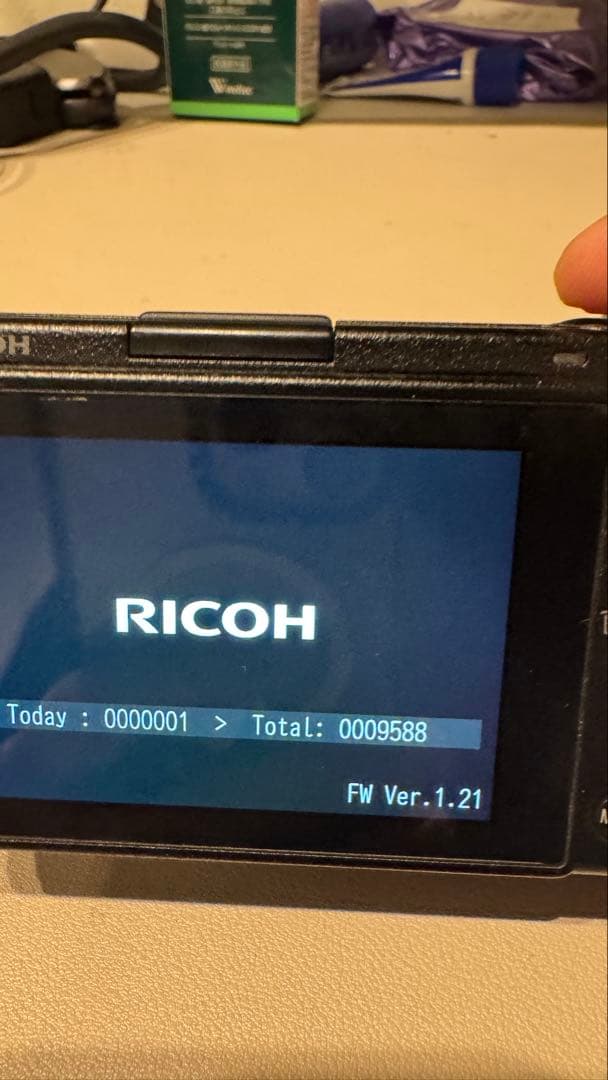 RICOH
Today : 0000001 > Total: 0009588
FW Ver.1.21